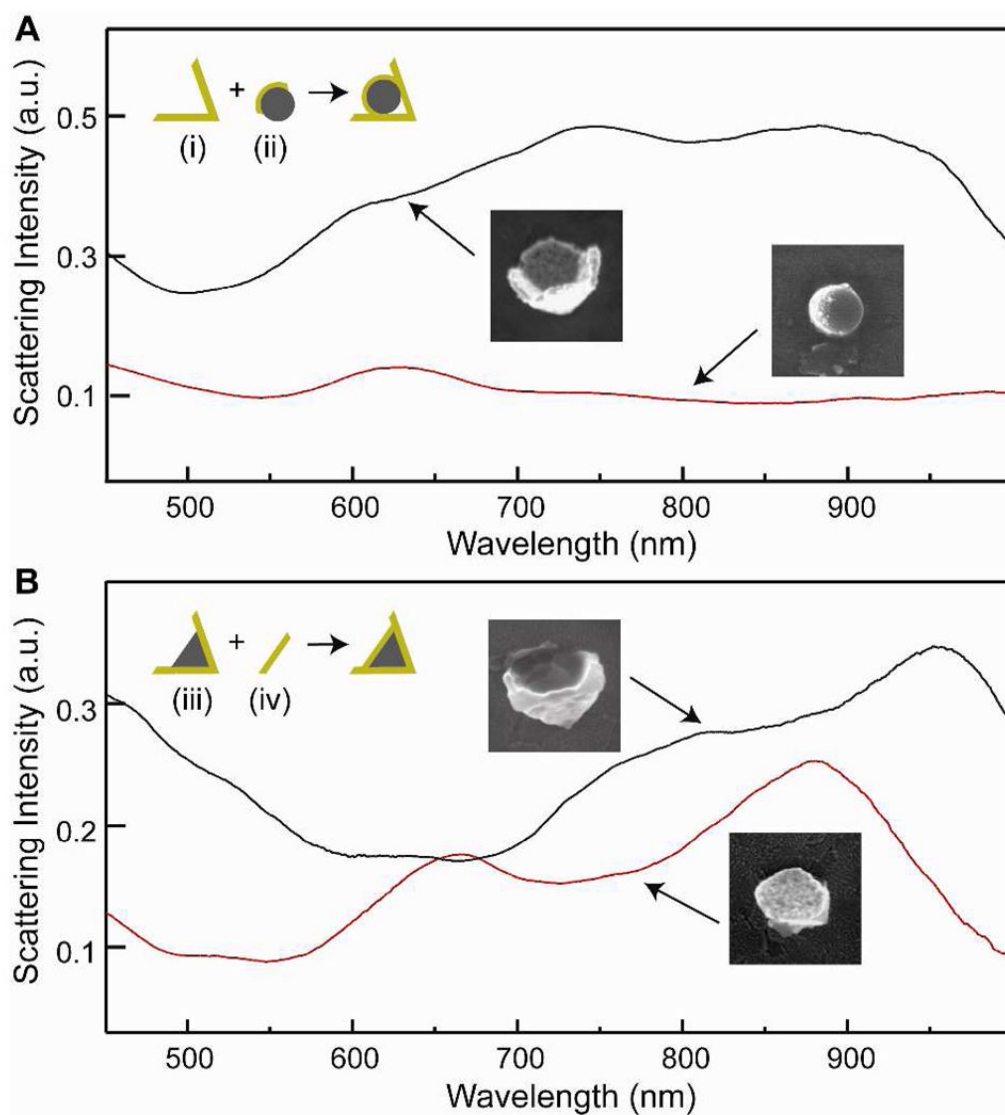 A
Scattering Intensity (a.u.)
0.5
0.3
0.1
+
(i) (ii)
500 600 700 800 900
Wavelength (nm)
B
Scattering Intensity (a.u.)
0.3
0.2
0.1
+
(iii) (iv)
500 600 700 800 900
Wavelength (nm)